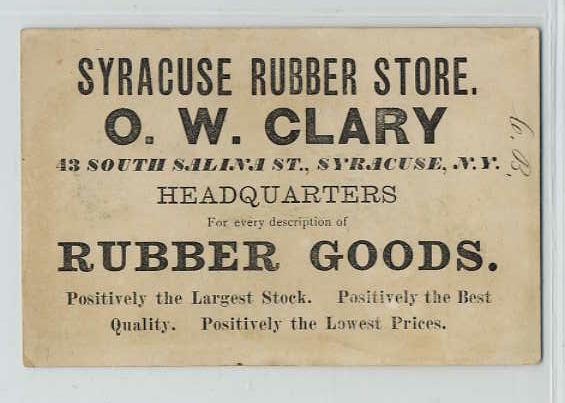 SYRACUSE RUBBER STORE.
O. W. CLARY
43 SOUTH SALINA ST., SYRACUSE, N.Y.
HEADQUARTERS
For every description of
RUBBER GOODS.
Positively the Largest Stock. Positively the Best
Quality. Positively the Lowest Prices.